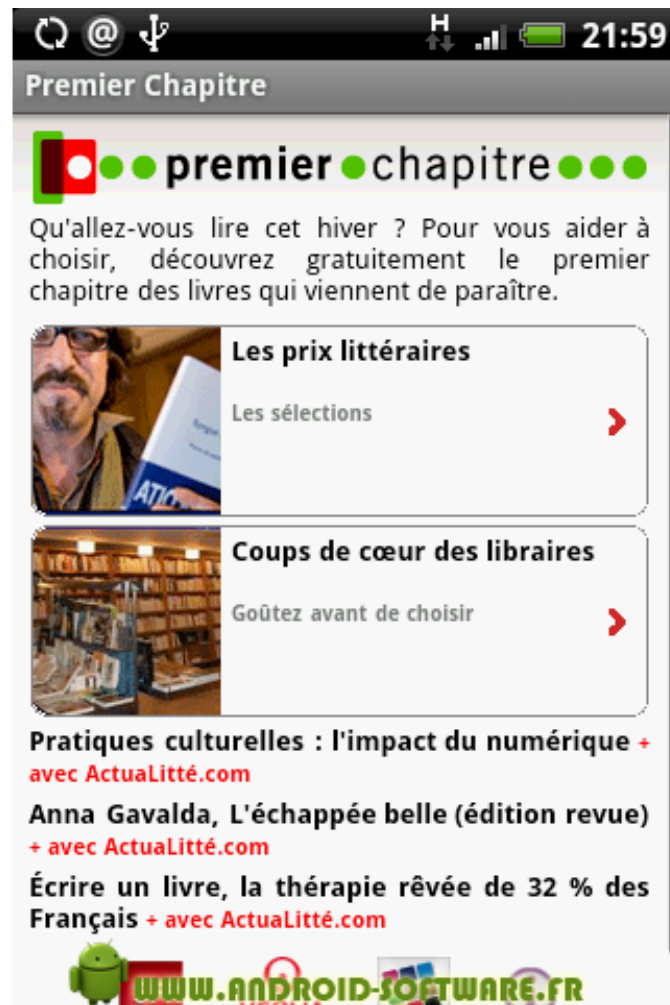 H
21:59
Premier Chapitre
premier chapitre
Qu'allez-vous lire cet hiver ? Pour vous aider à
choisir, découvrez gratuitement le premier
chapitre des livres qui viennent de paraître.
Les prix littéraires
Les sélections
ATIO
Coups de cœur des libraires
Goûtez avant de choisir
Pratiques culturelles : l'impact du numérique +
avec ActuaLitté.com
Anna Gavalda, L'échappée belle (édition revue)
+ avec ActuaLitté.com
Écrire un livre, la thérapie rêvée de 32 % des
Français + avec ActuaLitté.com
WWW.ANDROID-SOFTWARE.FR